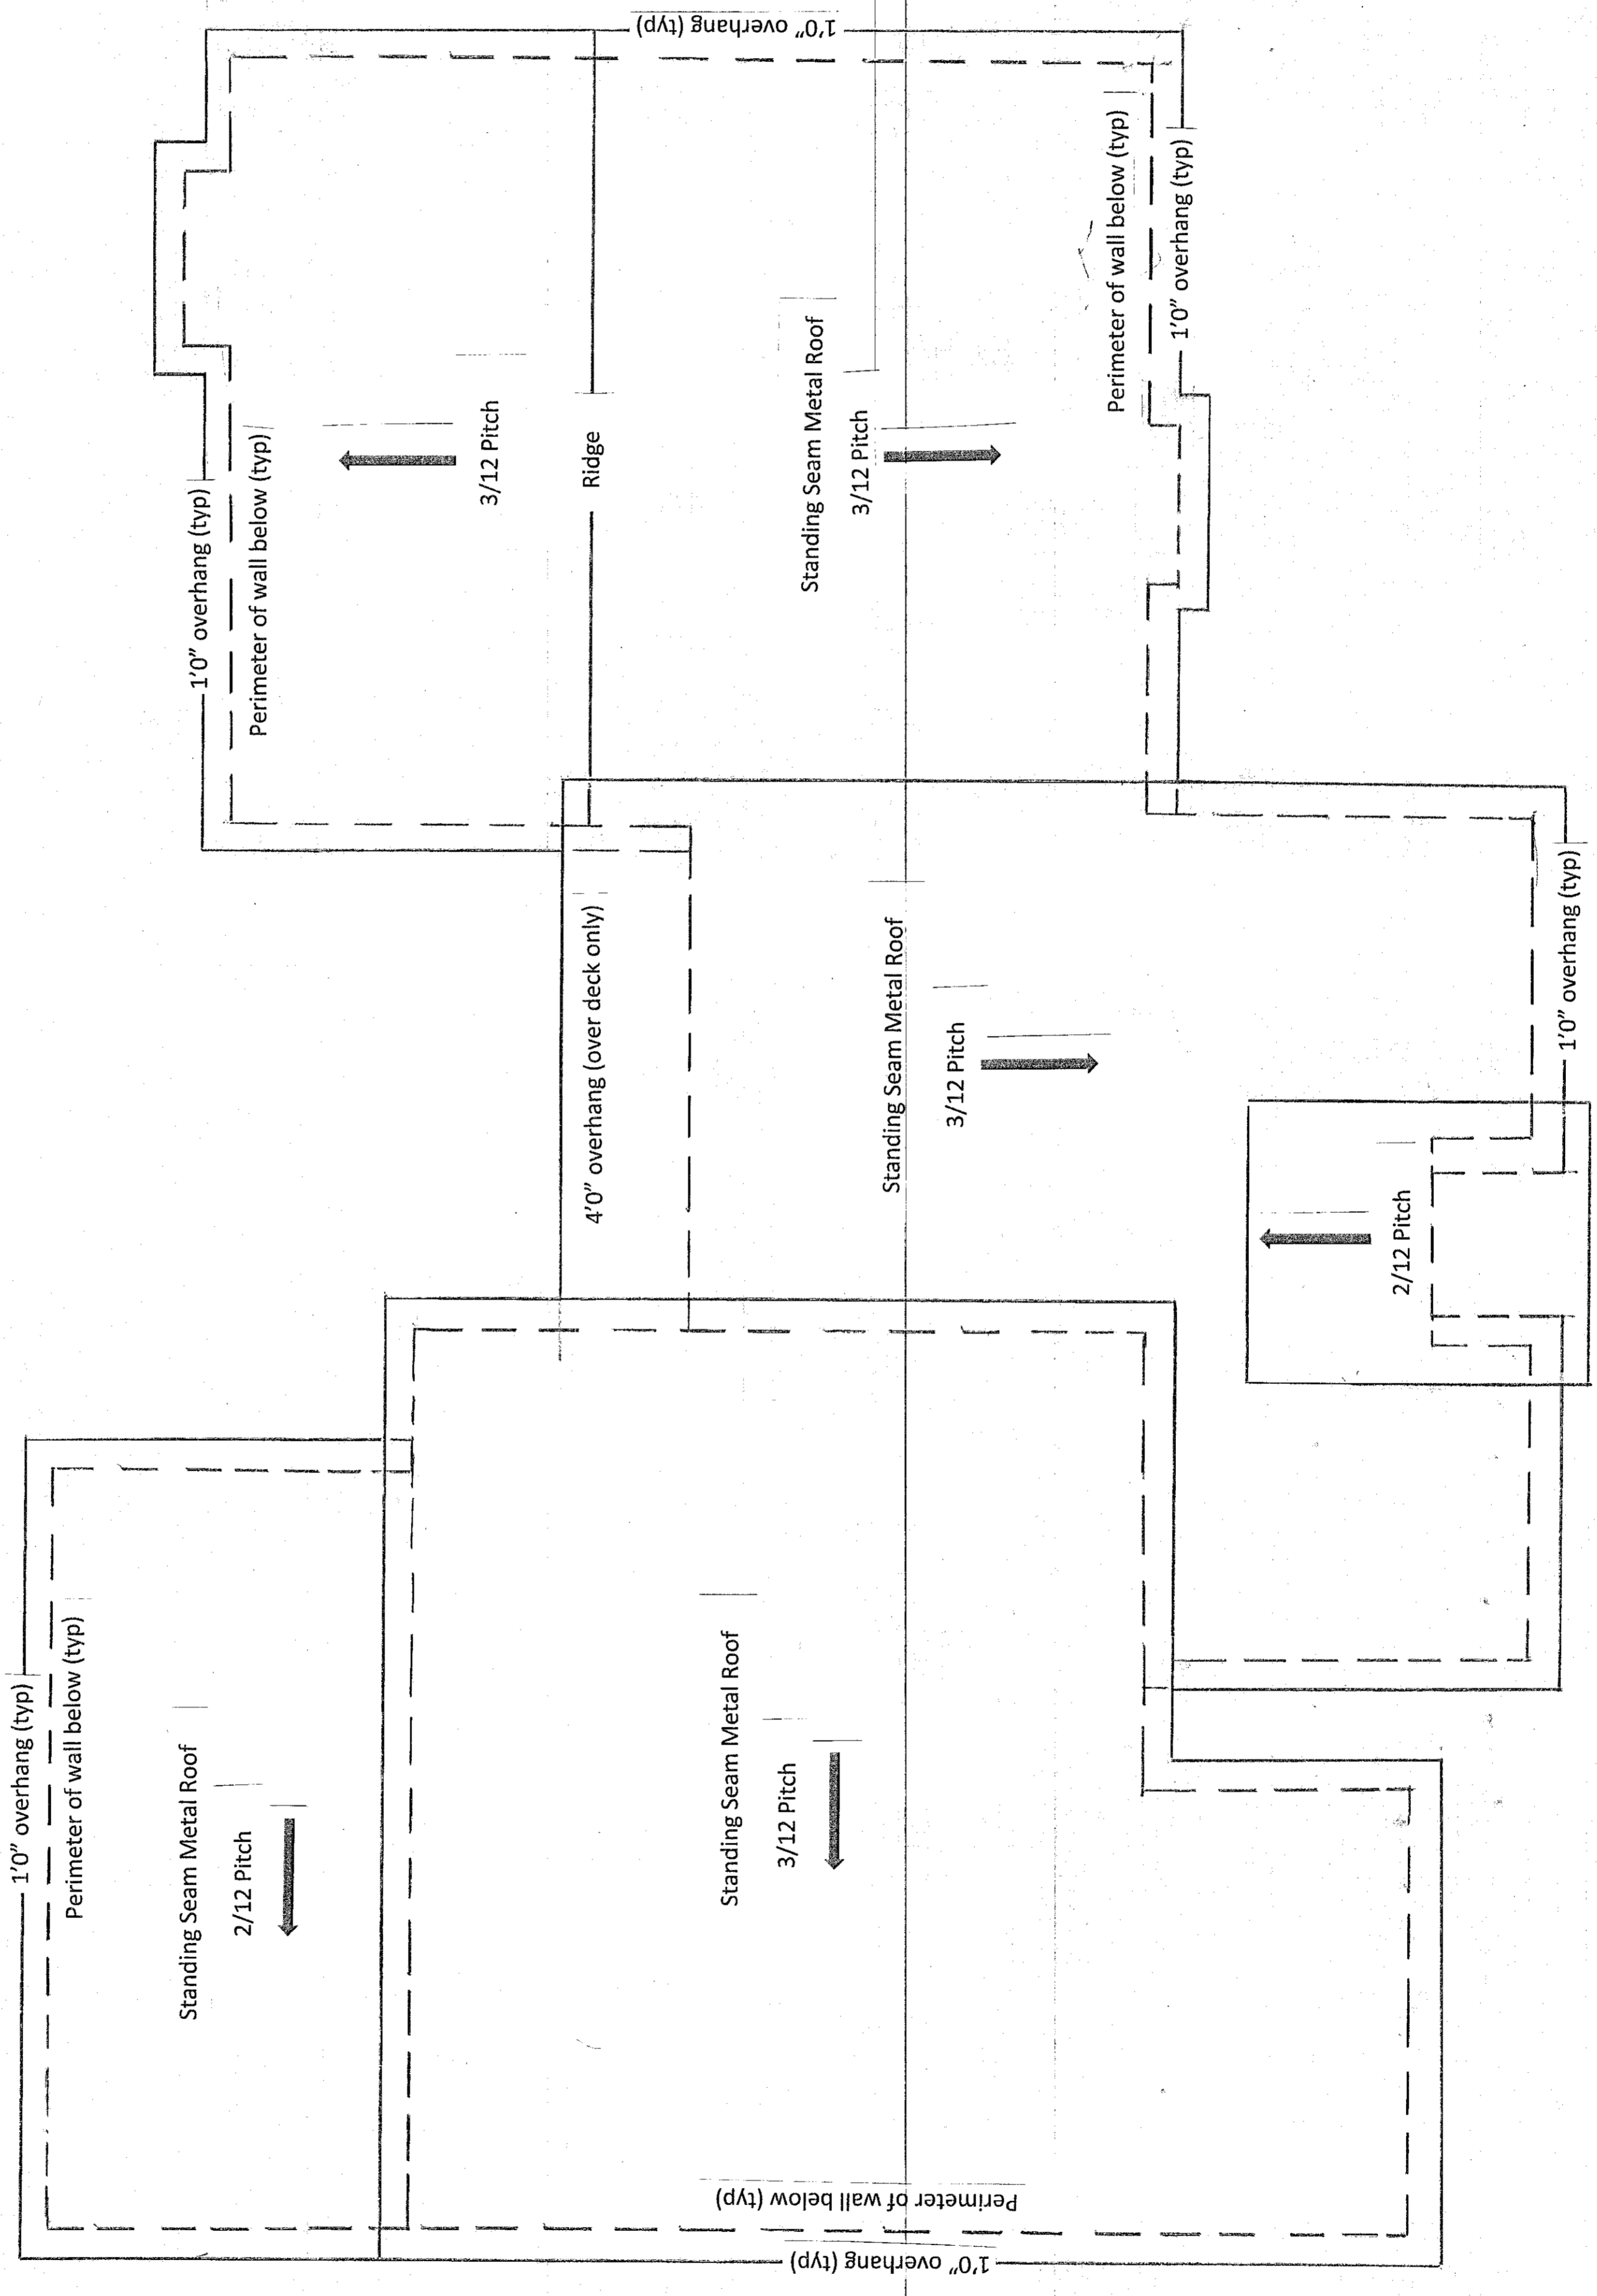 1'0" overhang (typ)
Perimeter of wall below (typ)
Standing Seam Metal Roof
2/12 Pitch
1'0" overhang (typ)
Perimeter of wall below (typ)
Standing Seam Metal Roof
3/12 Pitch
4'0" overhang (over deck only)
Standing Seam Metal Roof
3/12 Pitch
2/12 Pitch
1'0" overhang (typ)
1'0" overhang (typ)
Perimeter of wall below (typ)
3/12 Pitch
Ridge
Standing Seam Metal Roof
3/12 Pitch
Perimeter of wall below (typ)
1'0" overhang (typ)
1'0" overhang (typ)